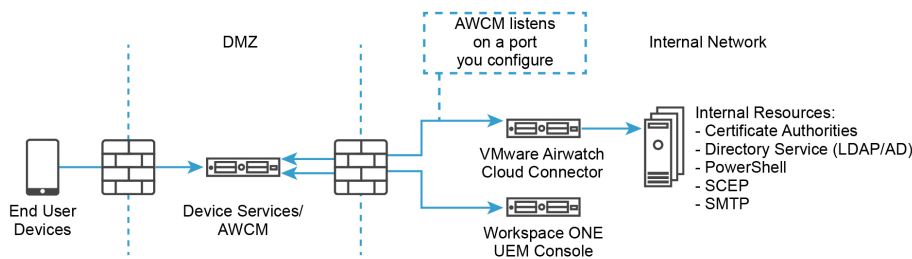 DMZ
AWCM listens
on a port
you configure
Internal Network
End User
Devices
Device Services/
AWCM
VMware Airwatch
Cloud Connector
Workspace ONE
UEM Console
Internal Resources:
- Certificate Authorities
- Directory Service (LDAP/AD)
- PowerShell
- SCEP
- SMTP